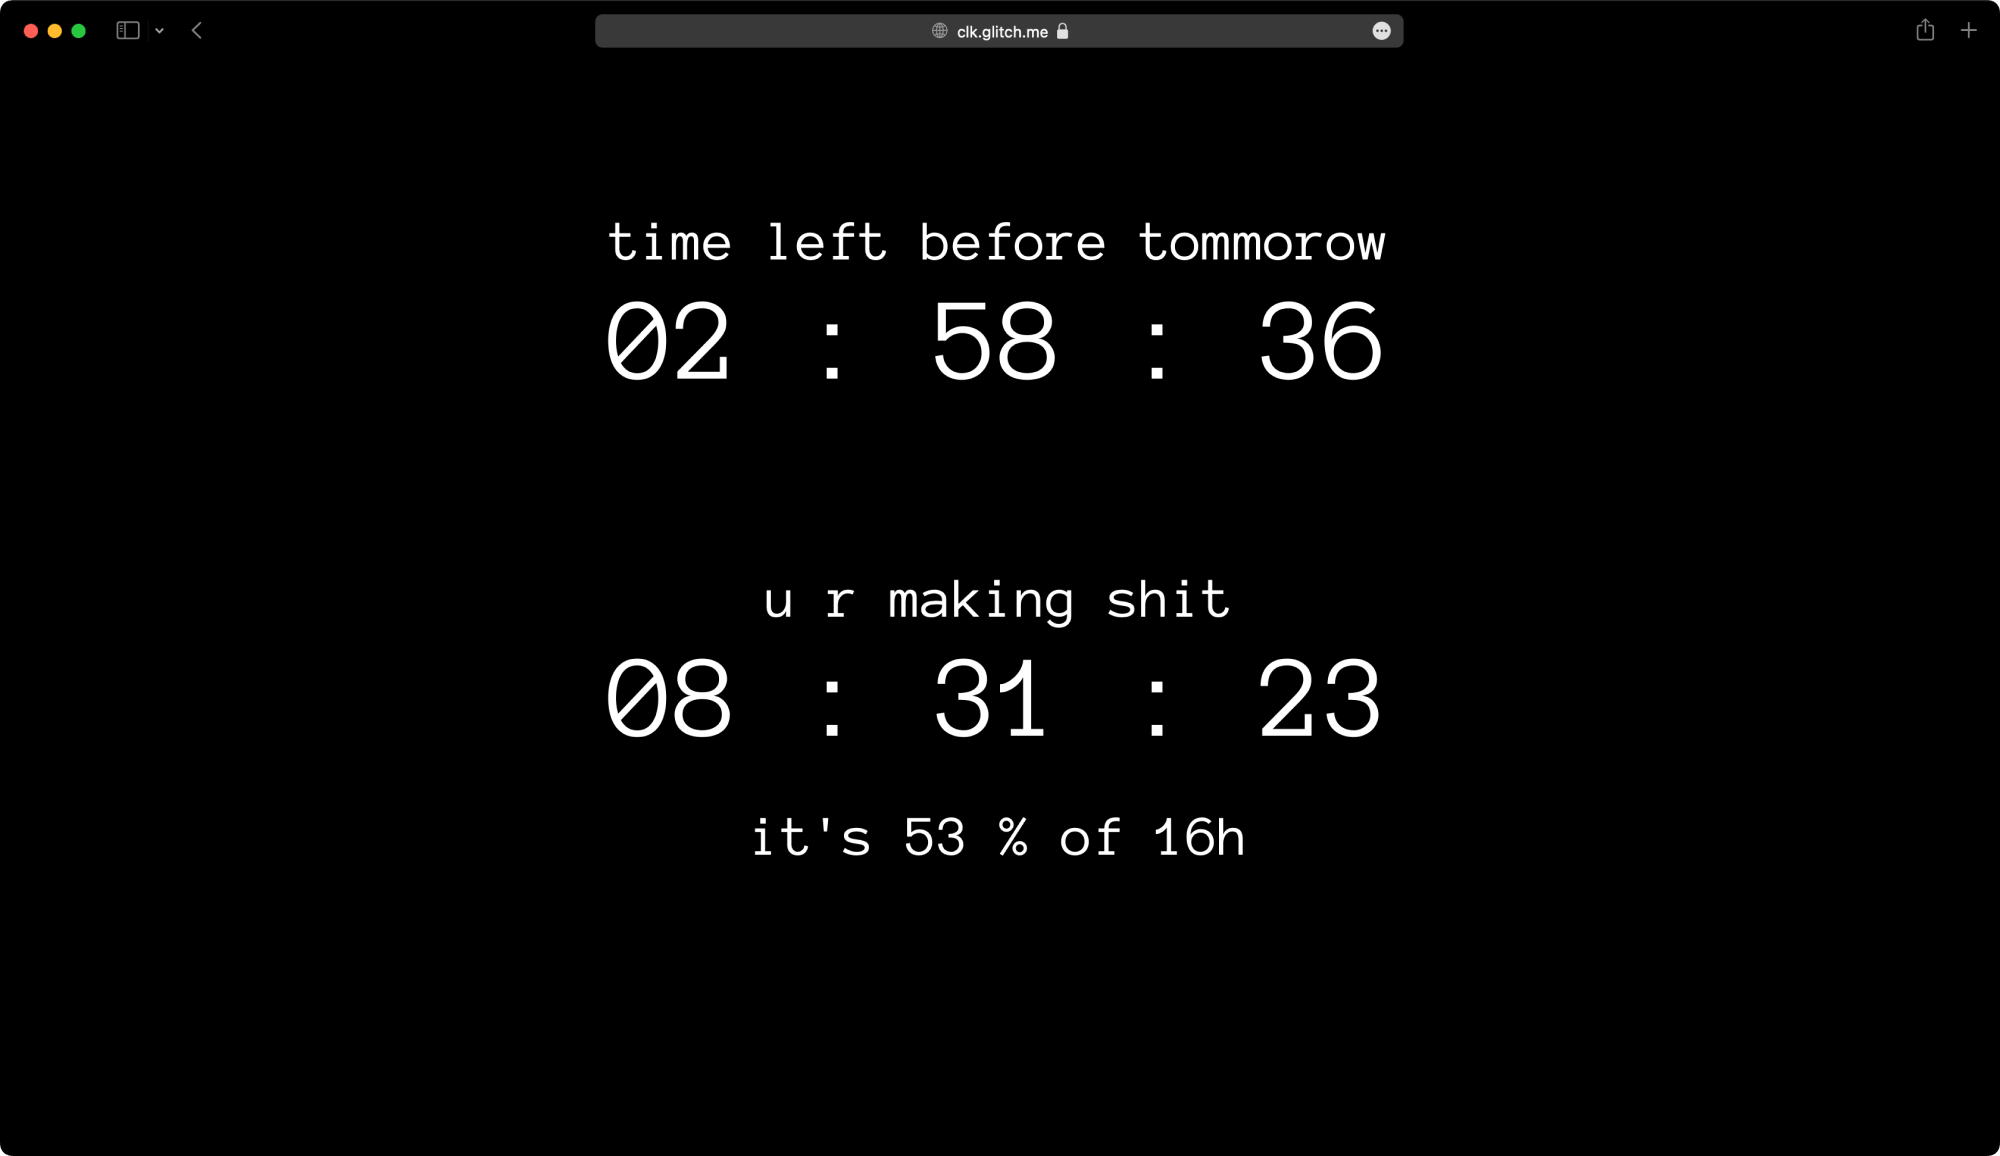 clk.glitch.me
time left before tommorow
02 : 58 : 36
u r making shit
08 : 31 : 23
it's 53 % of 16h